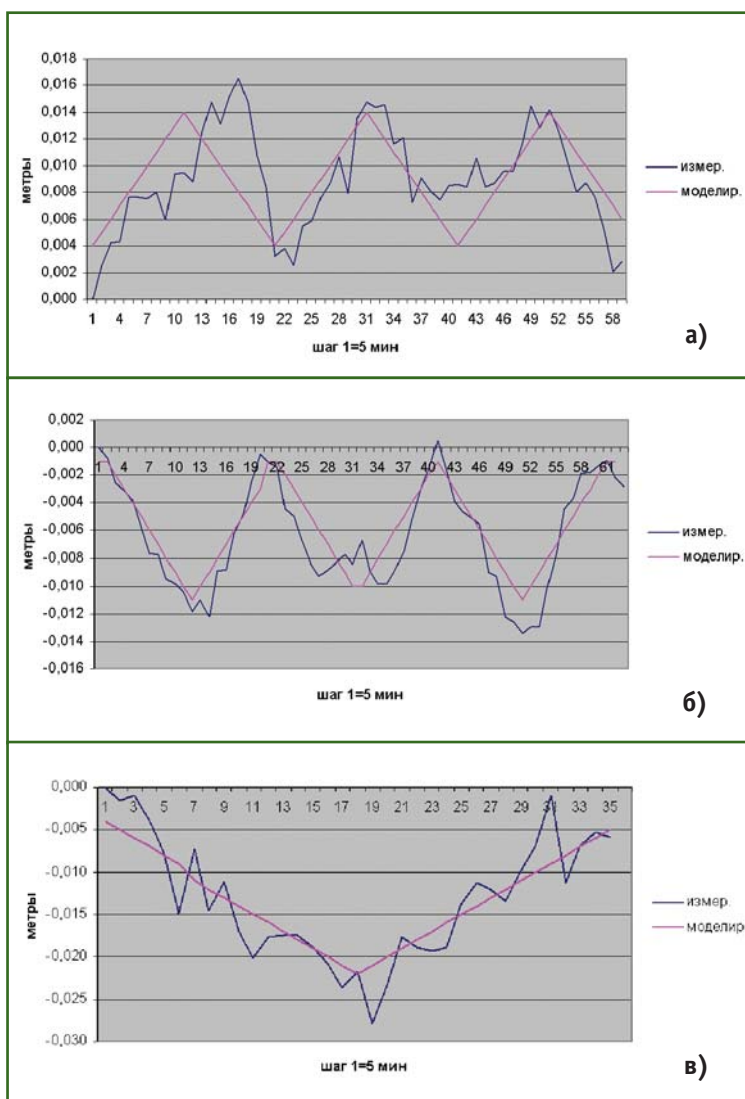 0,018
0,016
0,014
0,012
0,010
0,008
0,006
0,004
0,002
0,000
метры
1 4 7 10 13 16 19 22 25 28 31 34 37 40 43 46 49 52 55 58
шаг 1=5 мин
измер.
моделир.
а)
0,002
0,000
-0,002
-0,004
-0,006
-0,008
-0,010
-0,012
-0,014
-0,016
метры
1 4 7 10 13 16 19 22 25 28 31 34 37 40 43 46 49 52 55 58 61
шаг 1=5 мин
измер.
моделир.
б)
0,000
-0,005
-0,010
-0,015
-0,020
-0,025
-0,030
метры
1 3 5 7 9 11 13 15 17 19 21 23 25 27 29 31 33 35
шаг 1=5 мин
измер.
моделир
в)